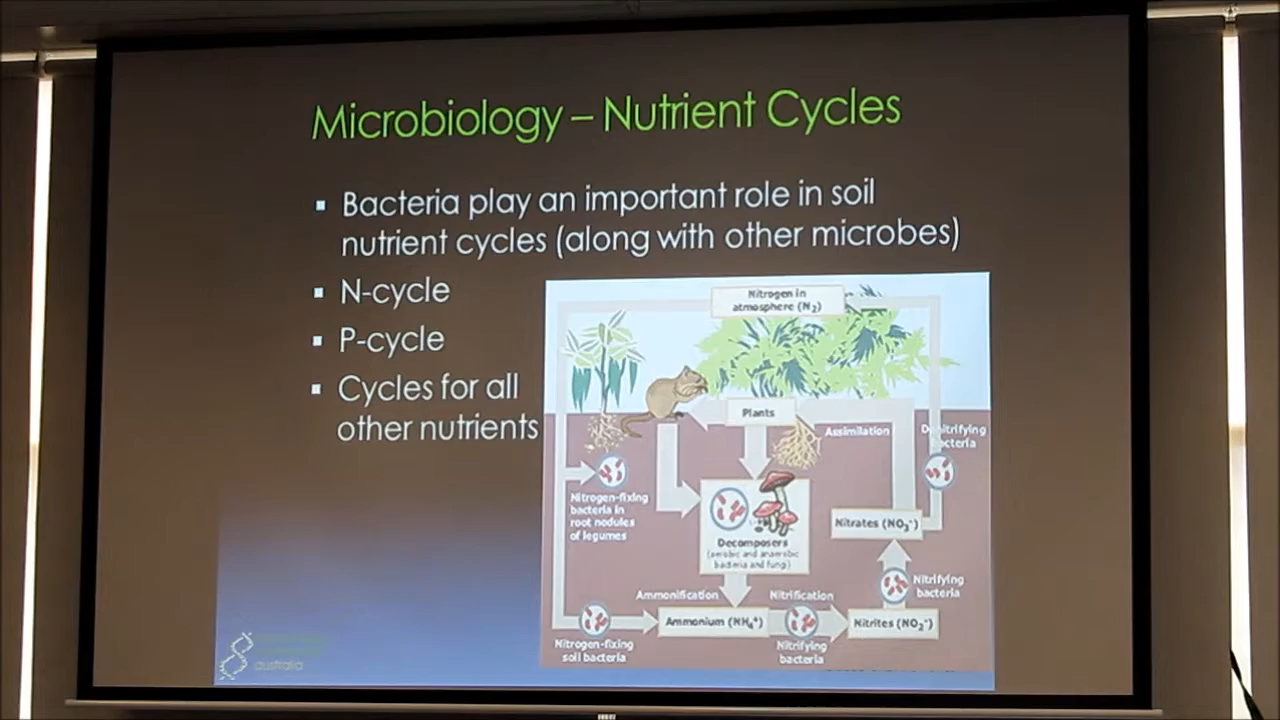 Microbiology – Nutrient Cycles
▪ Bacteria play an important role in soil
nutrient cycles (along with other microbes)
▪ N-cycle
▪ P-cycle
▪ Cycles for all
other nutrients
Nitrogen in
atmosphere (N₂)
Plants
Assimilation
Denitrifying
bacteria
Nitrogen-fixing
bacteria in
root nodules
of legumes
Decomposers
(aerobic and anaerobic
bacteria and fungi)
Nitrates (NO₃⁻)
Nitrifying
bacteria
Ammonification
Nitrification
Ammonium (NH₄⁺)
Nitrites (NO₂⁻)
Nitrogen-fixing
soil bacteria
Nitrifying
bacteria
australia